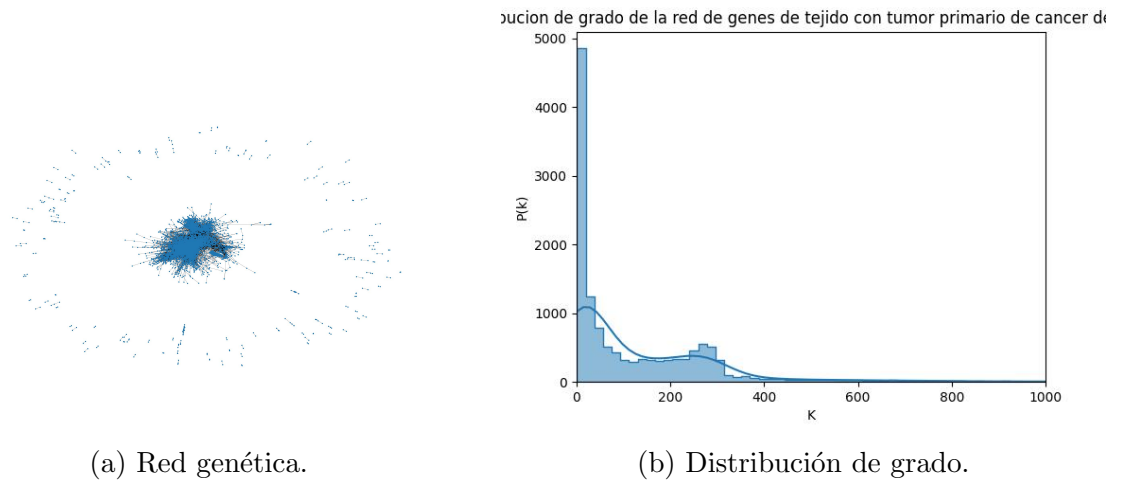 bucion de grado de la red de genes de tejido con tumor primario de cancer de
5000
4000
3000
2000
1000
0
P(k)
0 200 400 600 800 1000
K
(a) Red genética.
(b) Distribución de grado.